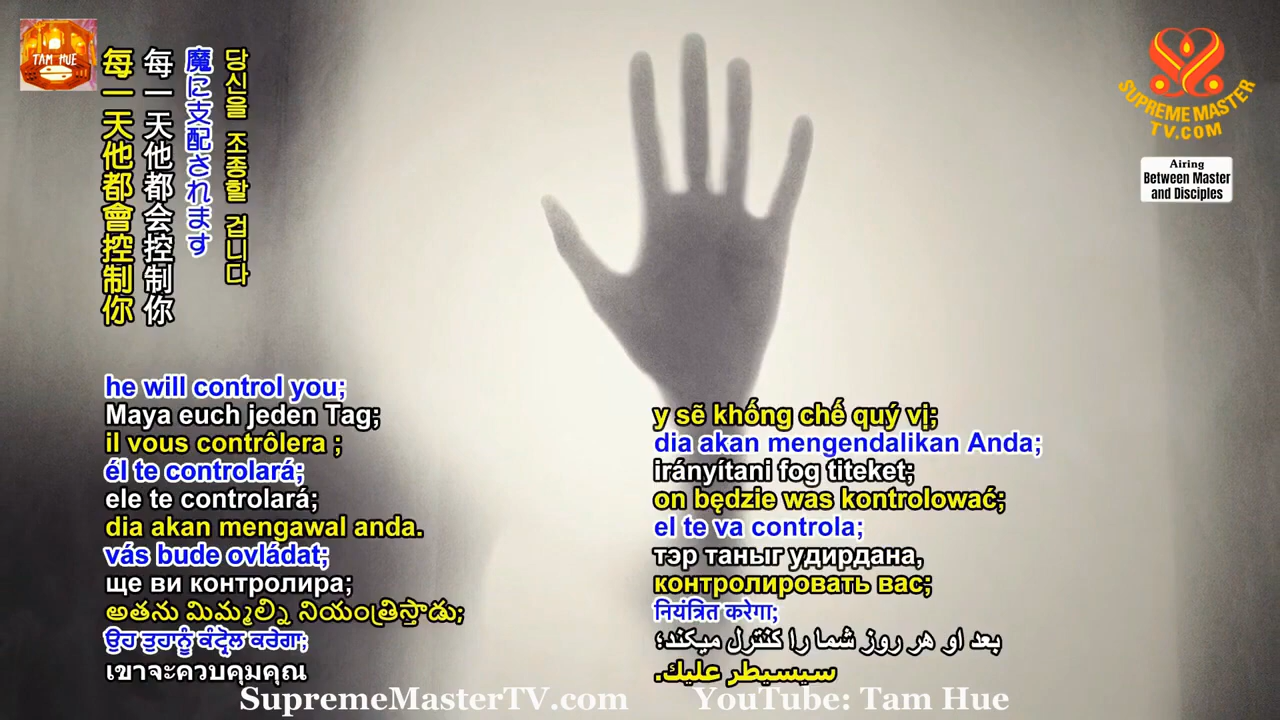 TAM HUE
每一天他都會控制你
每一天他都会控制你
魔に支配されます
당신을 조종할 겁니다
SUPREME MASTER
TV.COM
Airing
Between Master
and Disciples
he will control you;
Maya euch jeden Tag;
il vous contrôlera ;
él te controlará;
ele te controlará;
dia akan mengawal anda.
vás bude ovládat;
ще ви контролира;
అతను మిమ్మల్ని నియంత్రిస్తాడు;
ਉਹ ਤੁਹਾਨੂੰ ਕੰਟ੍ਰੋਲ ਕਰੇਗਾ;
เขาจะควบคุมคุณ
y sẽ khống chế quý vị;
dia akan mengendalikan Anda;
irányítani fog titeket;
on będzie was kontrolować;
el te va controla;
тэр таныг удирдана,
контролировать вас;
नियंत्रित करेगा;
بعد او هر روز شما را کنترل میکند؛
سيسيطر عليك.
SupremeMasterTV.com
YouTube: Tam Hue